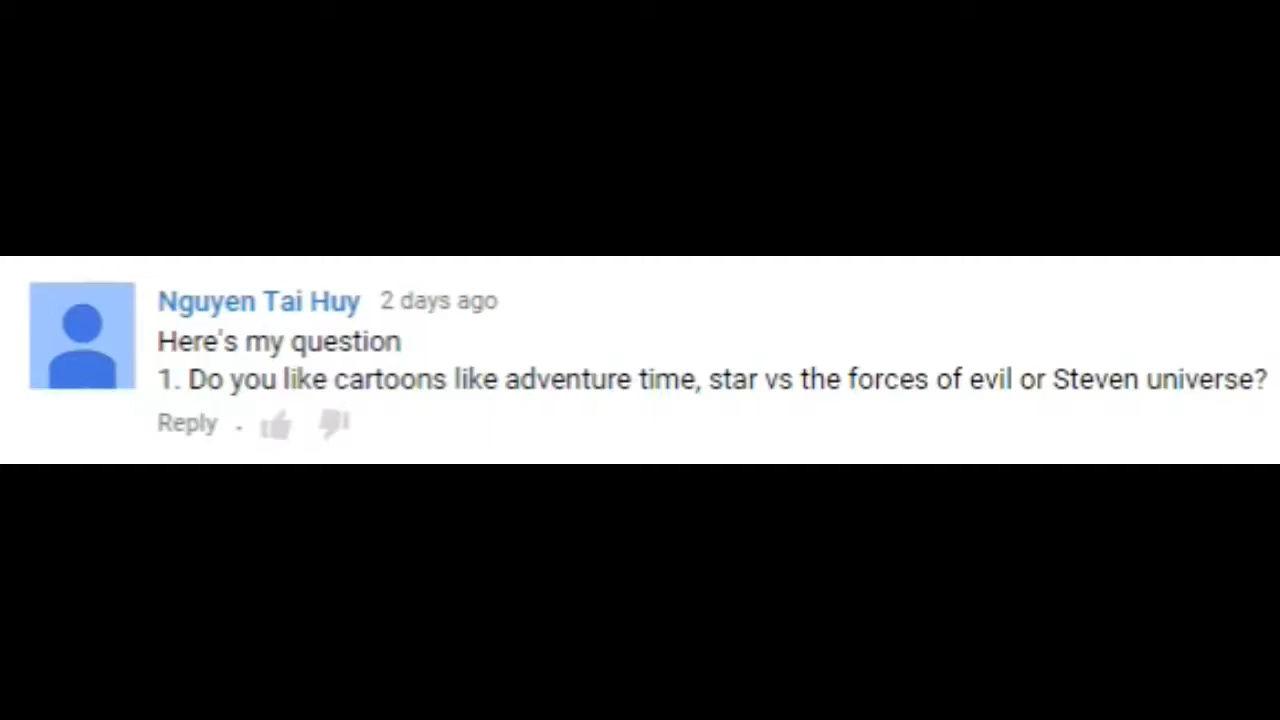 Nguyen Tai Huy 2 days ago
Here's my question
1. Do you like cartoons like adventure time, star vs the forces of evil or Steven universe?
Reply .